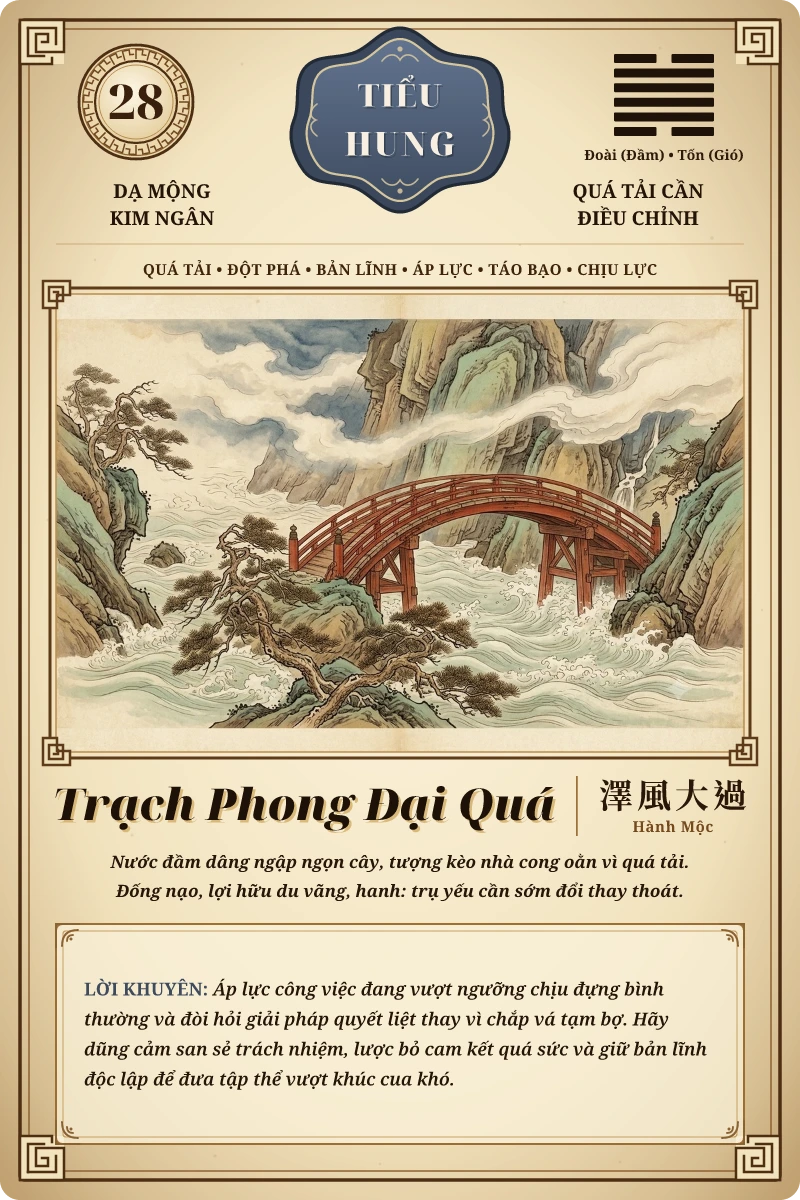 28
TIỂU
HUNG
Đoài (Đầm) • Tốn (Gió)
DẠ MỘNG
KIM NGÂN
QUÁ TẢI CẦN
ĐIỀU CHỈNH
QUÁ TẢI • ĐỘT PHÁ • BẢN LĨNH • ÁP LỰC • TÁO BẠO • CHỊU LỰC
Trạch Phong Đại Quá
澤風大過
Hành Mộc
Nước đầm dâng ngập ngọn cây, tượng kèo nhà cong oằn vì quá tải.
Đống nạo, lợi hữu du vãng, hanh: trụ yếu cần sớm đổi thay thoát.
LỜI KHUYÊN: Áp lực công việc đang vượt ngưỡng chịu đựng bình
thường và đòi hỏi giải pháp quyết liệt thay vì chắp vá tạm bợ. Hãy
dũng cảm san sẻ trách nhiệm, lược bỏ cam kết quá sức và giữ bản lĩnh
độc lập để đưa tập thể vượt khúc cua khó.